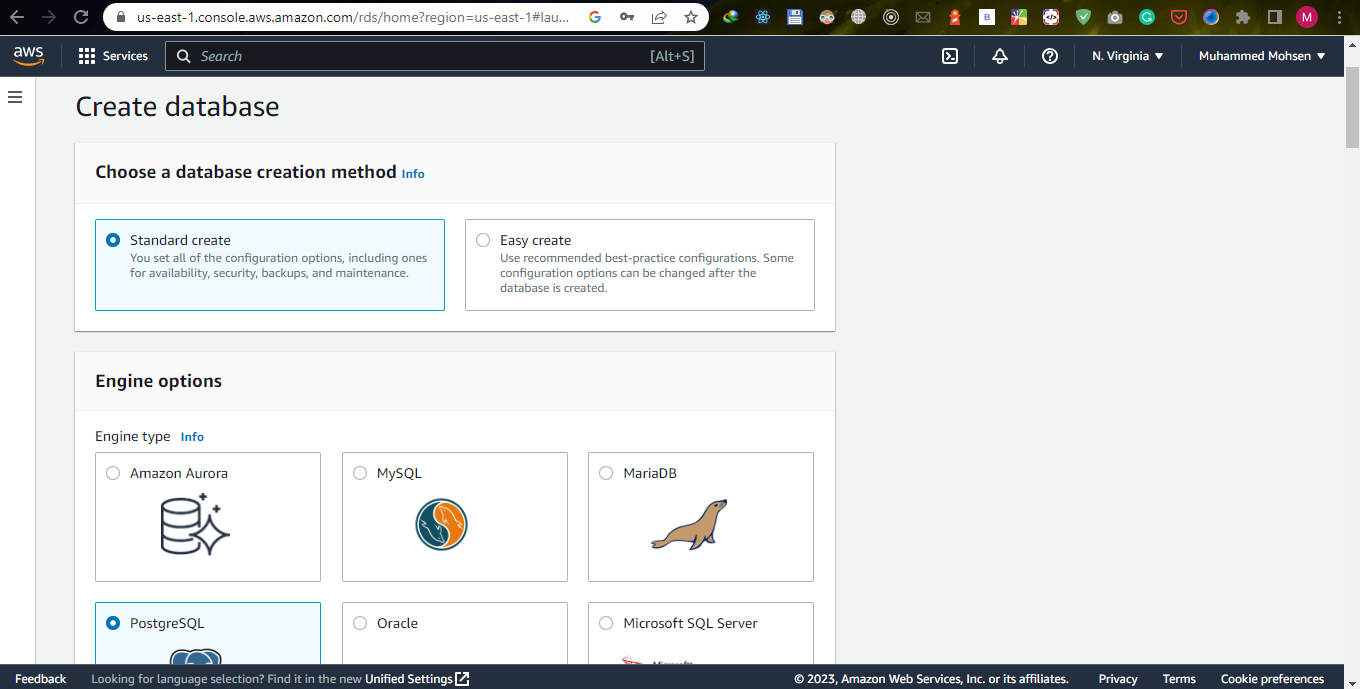 us-east-1.console.aws.amazon.com/rds/home?region=us-east-1#lau...
B
M
aws
Services
Search
[Alt+S]
N. Virginia
Muhammed Mohsen
Create database
Choose a database creation method Info
Standard create
You set all of the configuration options, including ones
for availability, security, backups, and maintenance.
Easy create
Use recommended best-practice configurations. Some
configuration options can be changed after the
database is created.
Engine options
Engine type Info
Amazon Aurora
MySQL
MariaDB
PostgreSQL
Oracle
Microsoft SQL Server
Feedback
Looking for language selection? Find it in the new Unified Settings
© 2023, Amazon Web Services, Inc. or its affiliates.
Privacy
Terms
Cookie preferences